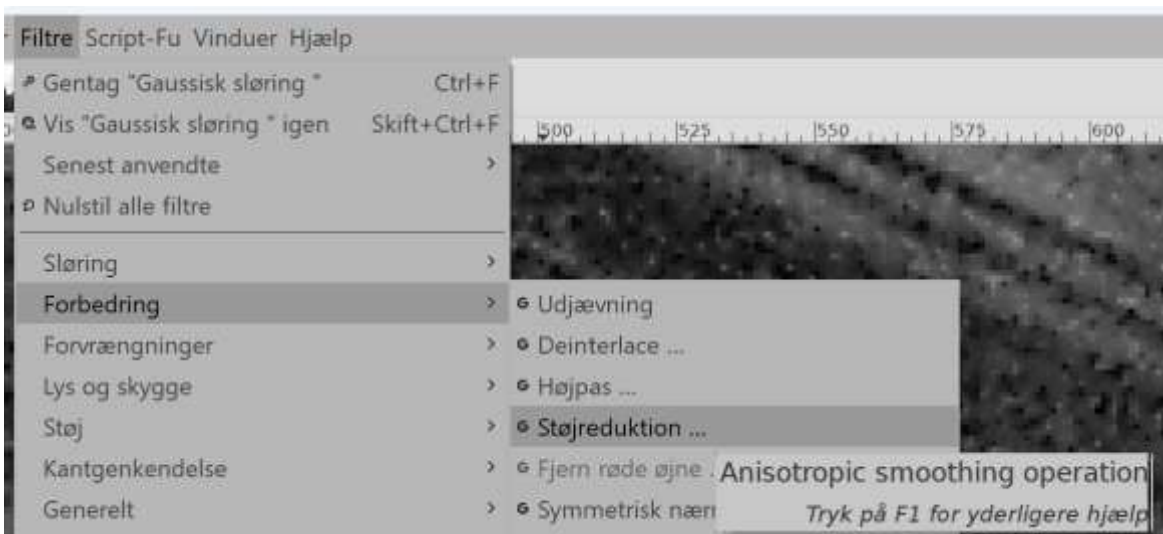 Filtre Script-Fu Vinduer Hjælp
Gentag "Gaussisk sløring " Ctrl+F
Vis "Gaussisk sløring " igen Skift+Ctrl+F
500 525 550 575 600
Senest anvendte
Nulstil alle filtre
Sløring
Forbedring
Udjævning
Forvrængninger
Deinterlace ...
Lys og skygge
Højpas ...
Støj
Støjreduktion ...
Kantgenkendelse
Fjern røde øjne
Anisotropic smoothing operation
Generelt
Symmetrisk
Tryk på F1 for yderligere hjælp